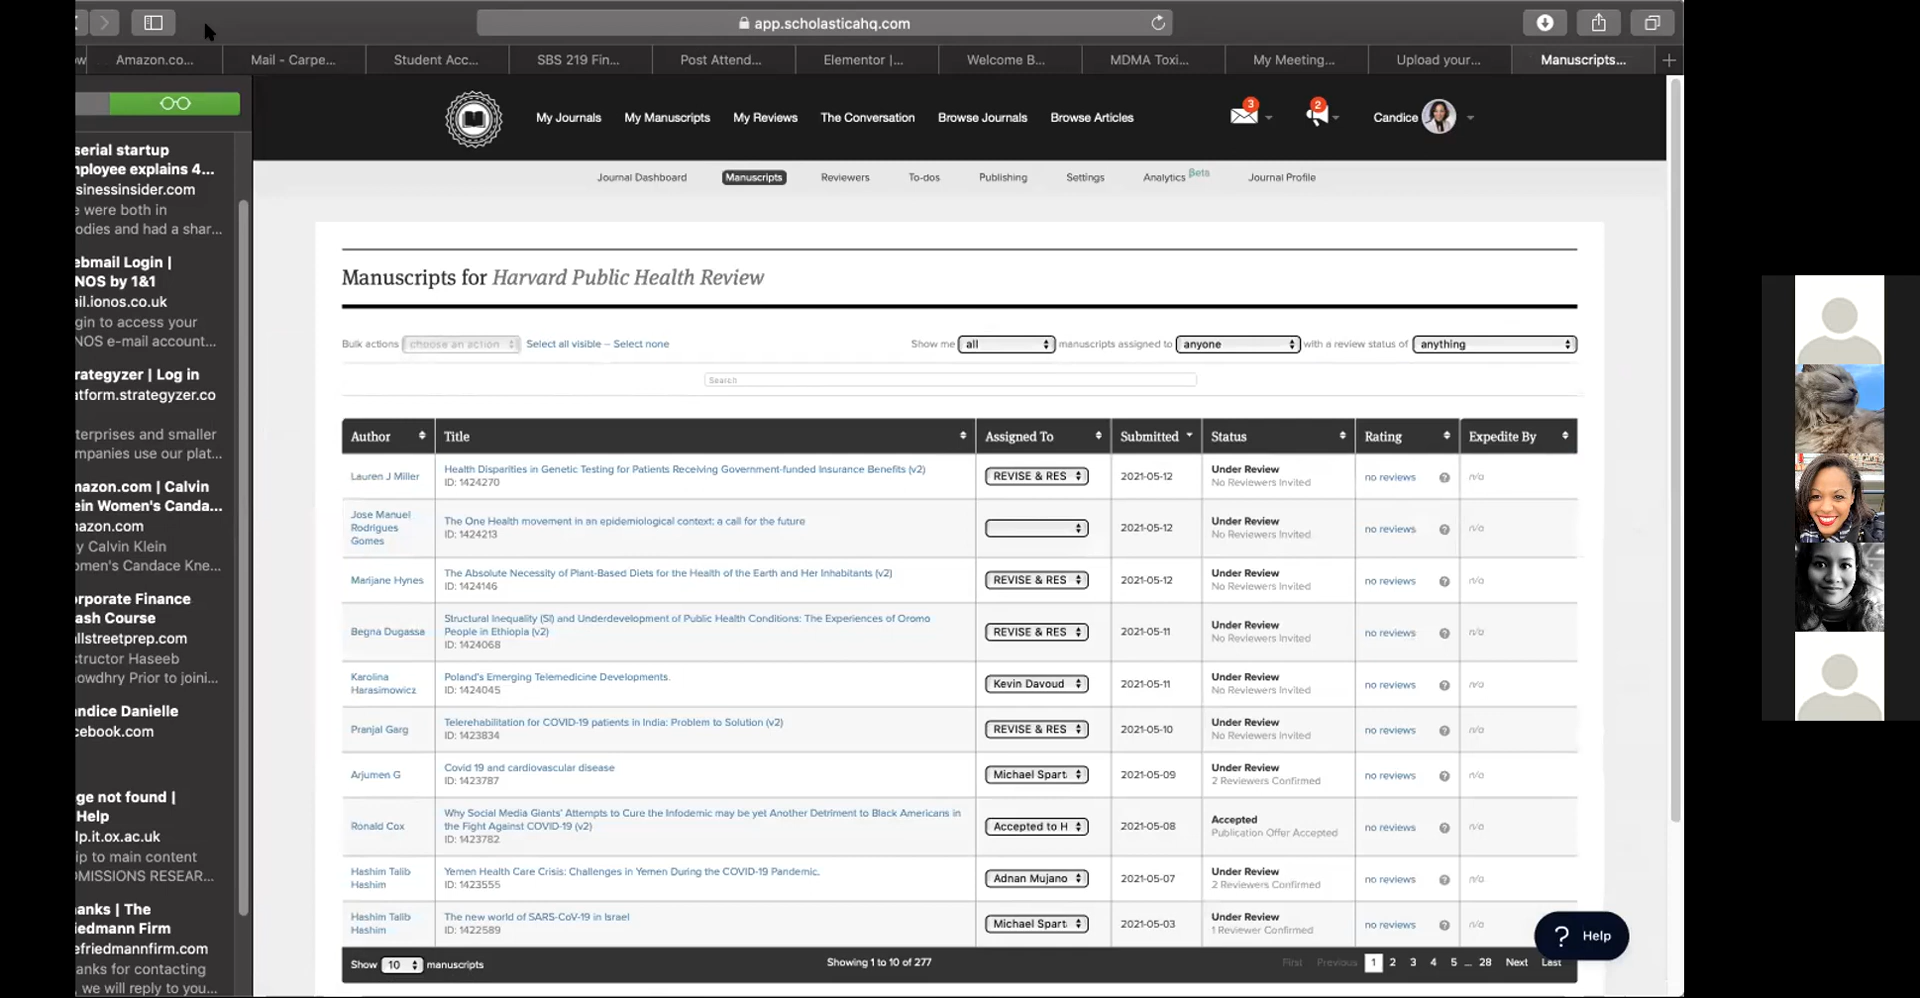 app.scholasticahq.com
ow
Amazon.co...
Mail - Carpe...
Student Acc...
SBS 219 Fin...
Post Attend...
Elementor |...
Welcome B...
MDMA Toxi...
My Meeting...
Upload your...
Manuscripts...
serial startup
nployee explains 4...
sinessinsider.com
e were both in
odies and had a shar...
ebmail Login |
NOS by 1&1
ail.ionos.co.uk
gin to access your
NOS e-mail account...
rategyzer | Log in
atform.strategyzer.co
terprises and smaller
mpanies use our plat...
mazon.com | Calvin
ein Women's Canda...
nazon.com
y Calvin Klein
omen's Candace Kne...
orporate Finance
ash Course
allstreetprep.com
structor Haseeb
owdhry Prior to joini...
andice Danielle
cebook.com
ge not found |
Help
lp.it.ox.ac.uk
ip to main content
OMISSIONS RESEAR...
anks | The
iedmann Firm
efriedmannfirm.com
anks for contacting
, we will reply to you...
My Journals
My Manuscripts
My Reviews
The Conversation
Browse Journals
Browse Articles
3
2
Candice
Journal Dashboard
Manuscripts
Reviewers
To-dos
Publishing
Settings
Analytics Beta
Journal Profile
Manuscripts for Harvard Public Health Review
Bulk actions choose an action Select all visible – Select none
Show me all manuscripts assigned to anyone with a review status of anything
Search
Author Title Assigned To Submitted Status Rating Expedite By
Lauren J Miller
Health Disparities in Genetic Testing for Patients Receiving Government-funded Insurance Benefits (v2)
ID: 1424270
REVISE & RES
2021-05-12
Under Review
No Reviewers Invited
no reviews
n/a
Jose Manuel
Rodrigues
Gomes
The One Health movement in an epidemiological context; a call for the future
ID: 1424213
2021-05-12
Under Review
No Reviewers Invited
no reviews
n/a
Marijane Hynes
The Absolute Necessity of Plant-Based Diets for the Health of the Earth and Her Inhabitants (v2)
ID: 1424146
REVISE & RES
2021-05-12
Under Review
No Reviewers Invited
no reviews
n/a
Begna Dugassa
Structural Inequality (SI) and Underdevelopment of Public Health Conditions: The Experiences of Oromo
People in Ethiopia (v2)
ID: 1424068
REVISE & RES
2021-05-11
Under Review
No Reviewers Invited
no reviews
n/a
Karolina
Harasimowicz
Poland's Emerging Telemedicine Developments.
ID: 1424045
Kevin Davoud
2021-05-11
Under Review
No Reviewers Invited
no reviews
n/a
Pranjal Garg
Telerehabilitation for COVID-19 patients in India: Problem to Solution (v2)
ID: 1423834
REVISE & RES
2021-05-10
Under Review
No Reviewers Invited
no reviews
n/a
Arjumen G
Covid 19 and cardiovascular disease
ID: 1423787
Michael Spart
2021-05-09
Under Review
2 Reviewers Confirmed
no reviews
n/a
Ronald Cox
Why Social Media Giants' Attempts to Cure the Infodemic may be yet Another Detriment to Black Americans in
the Fight Against COVID-19 (v2)
ID: 1423782
Accepted to H
2021-05-08
Accepted
Publication Offer Accepted
no reviews
n/a
Hashim Talib
Hashim
Yemen Health Care Crisis: Challenges in Yemen During the COVID-19 Pandemic.
ID: 1423555
Adnan Mujano
2021-05-07
Under Review
2 Reviewers Confirmed
no reviews
n/a
Hashim Talib
Hashim
The new world of SARS-CoV-19 in Israel
ID: 1422589
Michael Spart
2021-05-03
Under Review
1 Reviewer Confirmed
no reviews
n/a
? Help
Show 10 manuscripts
Showing 1 to 10 of 277
First Previous 1 2 3 4 5 ... 28 Next Last